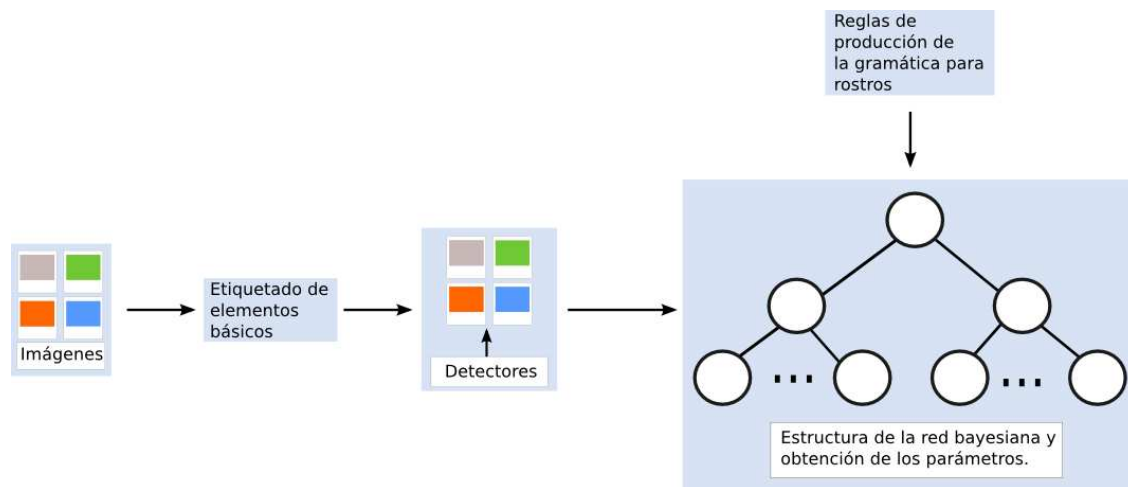 Reglas de
producción de
la gramática para
rostros
Imágenes
Etiquetado de
elementos
básicos
Detectores
Estructura de la red bayesiana y
obtención de los parámetros.